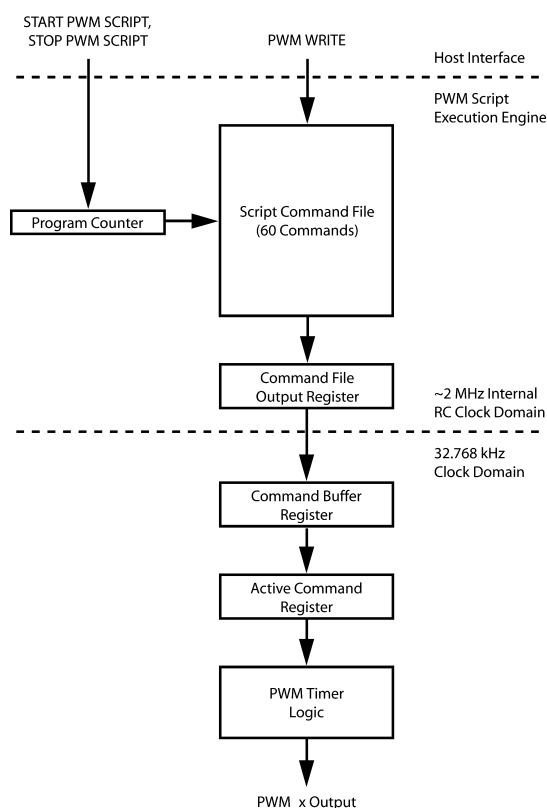 START PWM SCRIPT,
STOP PWM SCRIPT
PWM WRITE
Host Interface
PWM Script
Execution Engine
Program Counter
Script Command File
(60 Commands)
Command File
Output Register
~2 MHz Internal
RC Clock Domain
32.768 kHz
Clock Domain
Command Buffer
Register
Active Command
Register
PWM Timer
Logic
PWM x Output